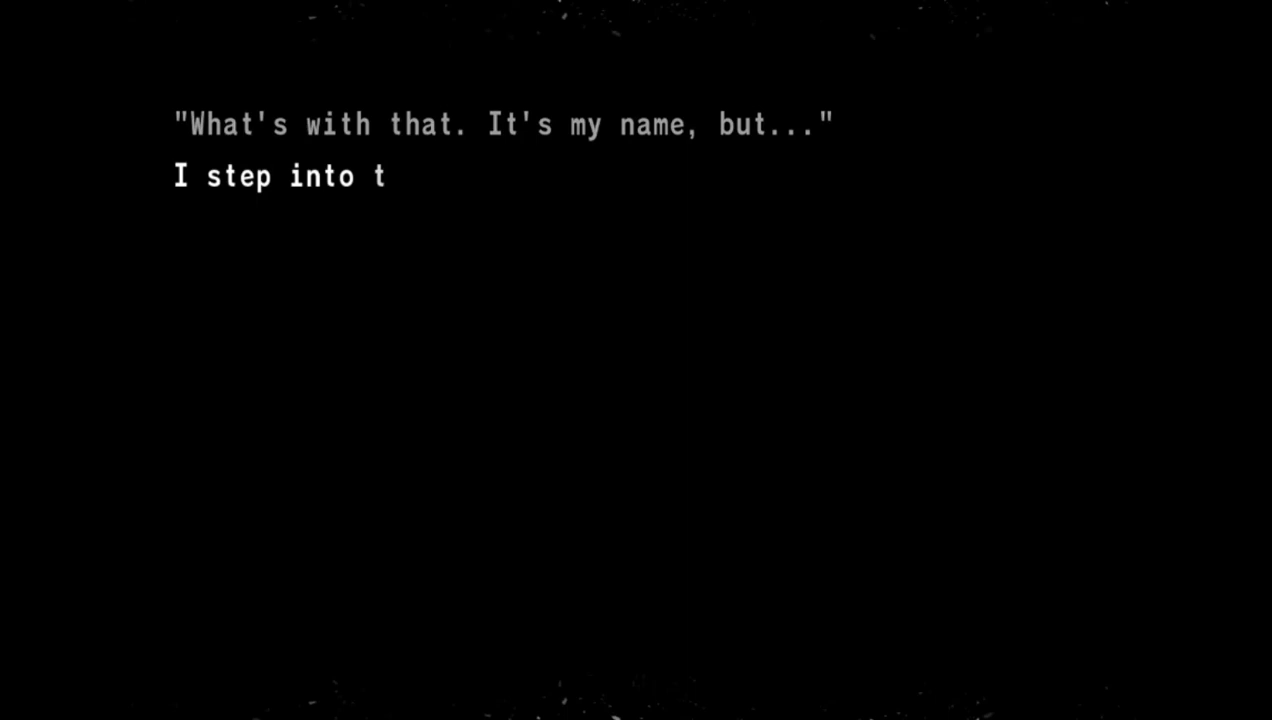 "What's with that. It's my name, but..."
I step into t